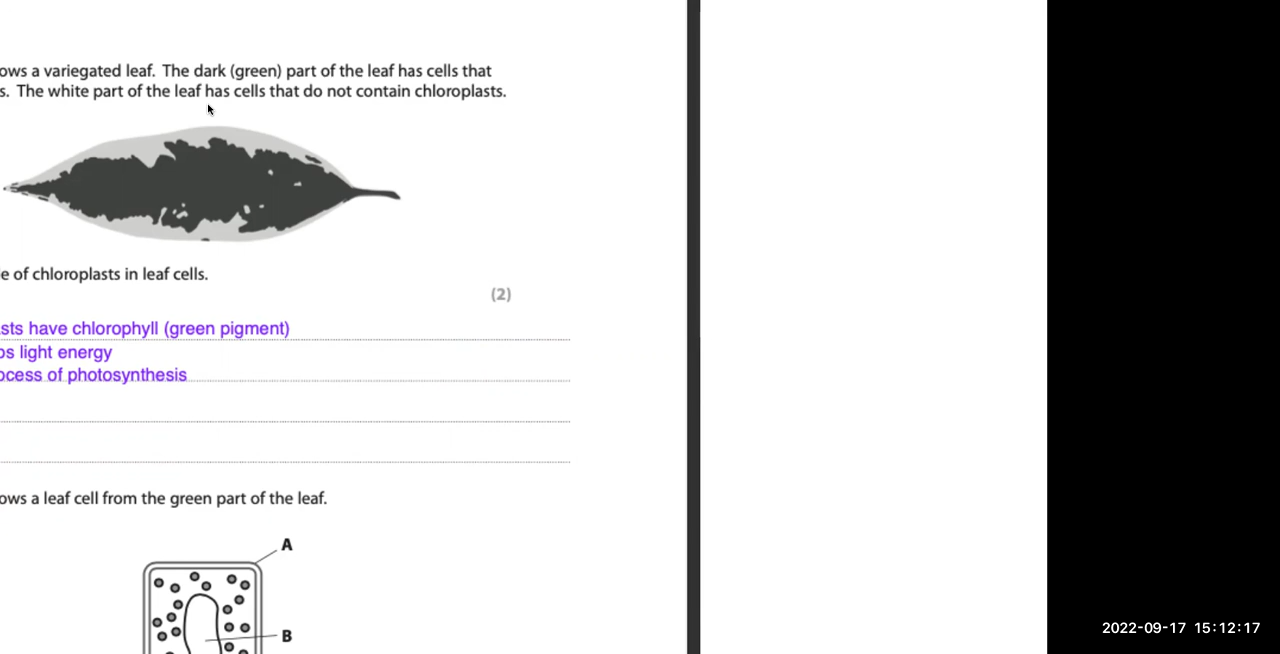 ows a variegated leaf. The dark (green) part of the leaf has cells that
s. The white part of the leaf has cells that do not contain chloroplasts.
e of chloroplasts in leaf cells.
(2)
sts have chlorophyll (green pigment)
os light energy
ocess of photosynthesis
ows a leaf cell from the green part of the leaf.
A
B
2022-09-17 15:12:17